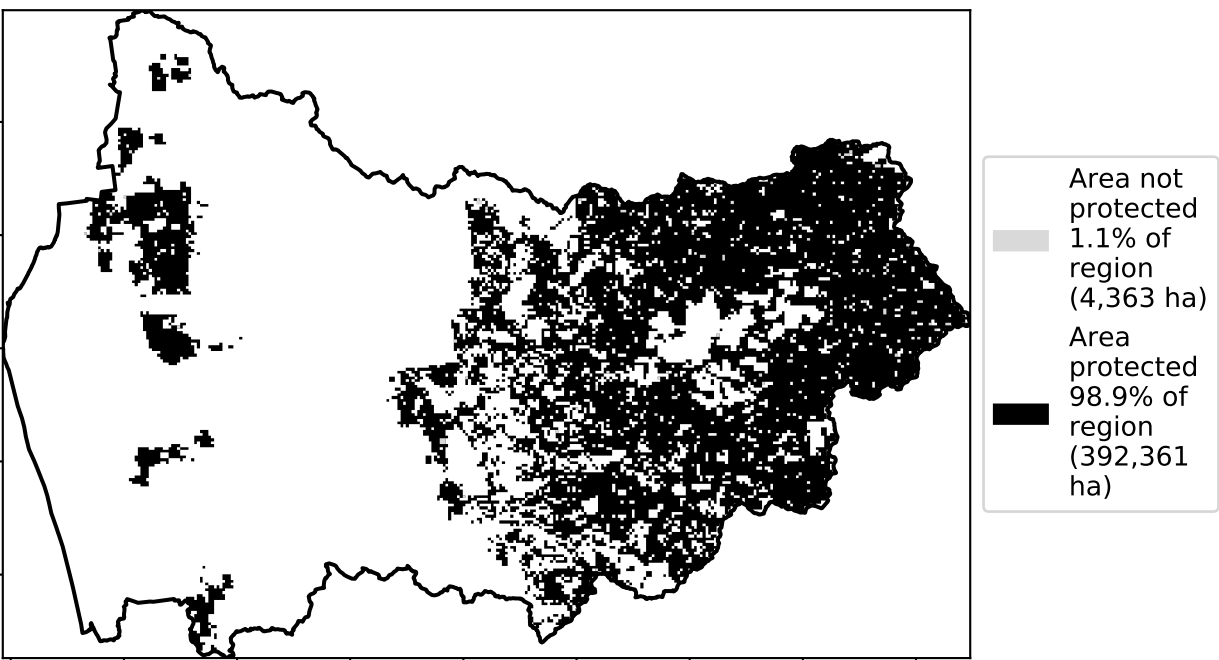 Area not
protected
1.1% of
region
(4,363 ha)
Area
protected
98.9% of
region
(392,361
ha)